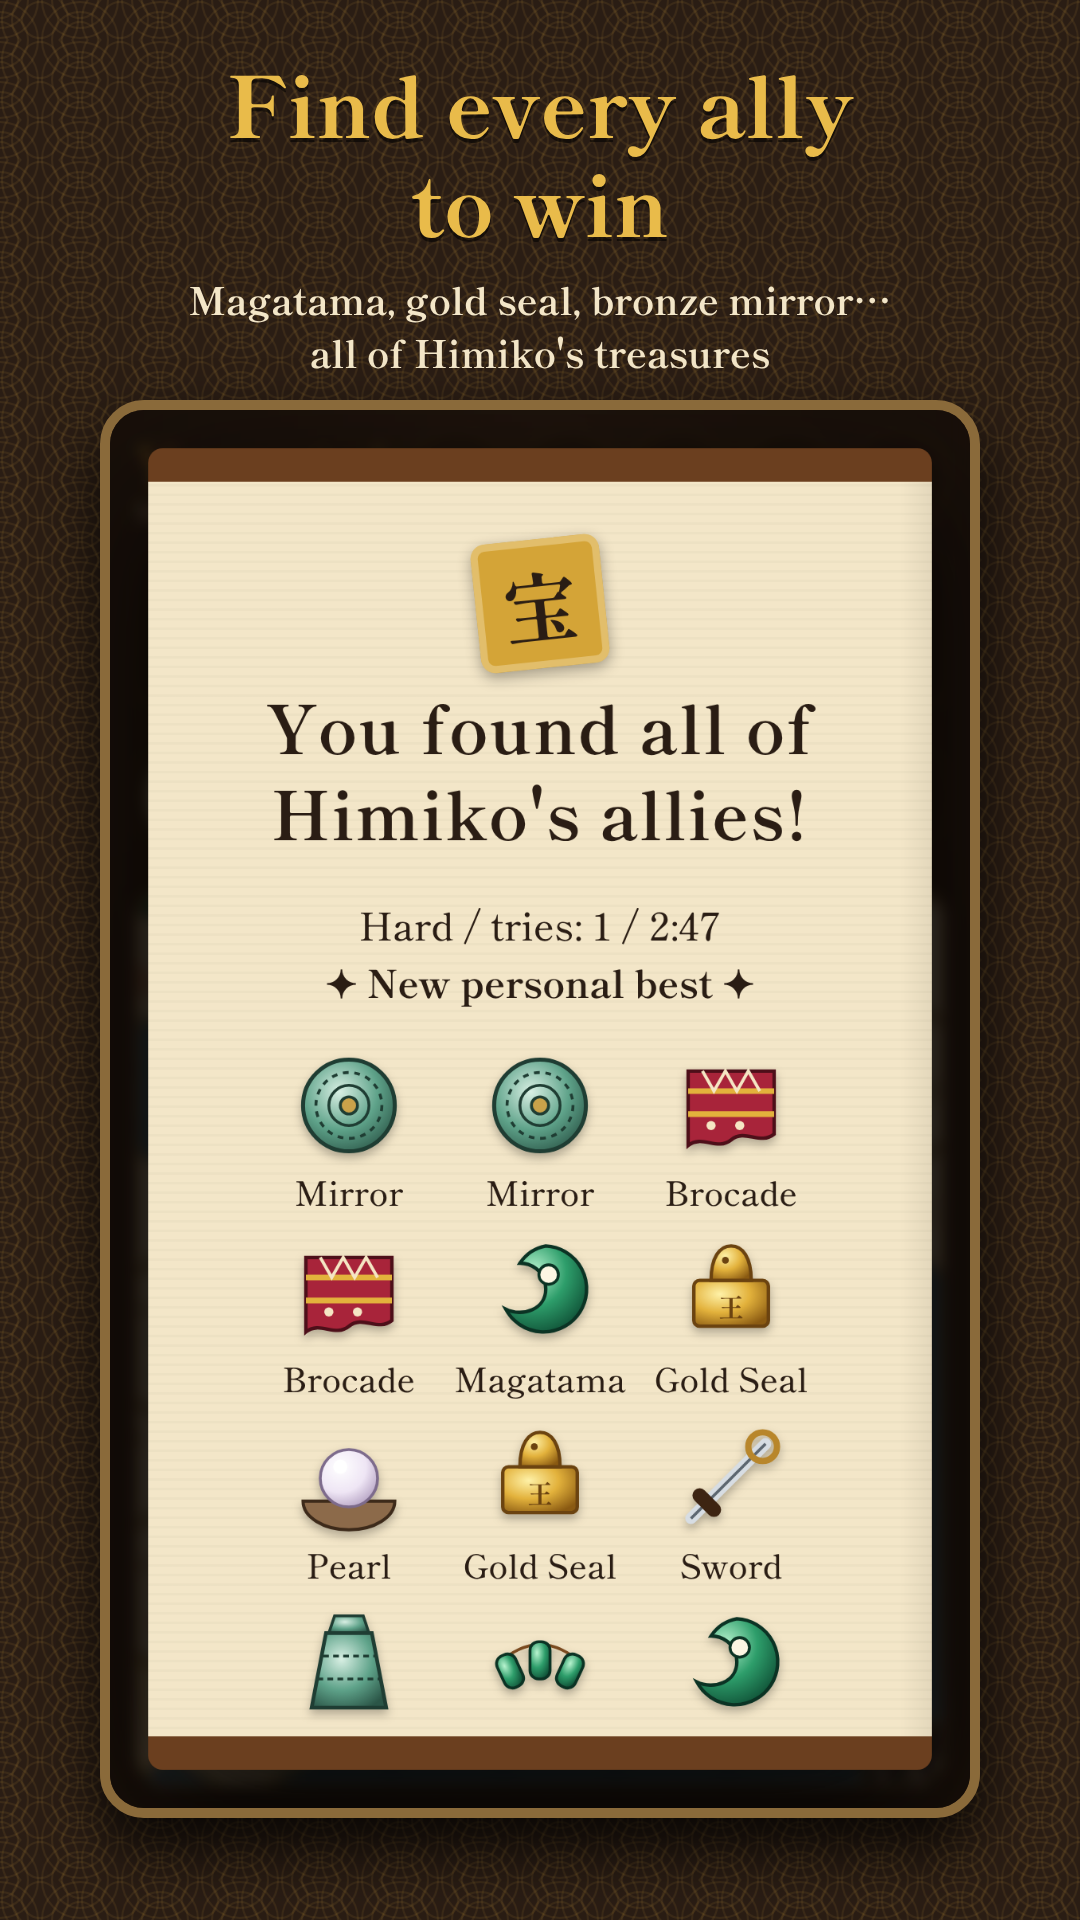 Find every ally
to win
Magatama, gold seal, bronze mirror…
all of Himiko's treasures
宝
You found all of
Himiko's allies!
Hard / tries: 1 / 2:47
✦ New personal best ✦
Mirror Mirror Brocade
王
Brocade Magatama Gold Seal
王
Pearl Gold Seal Sword